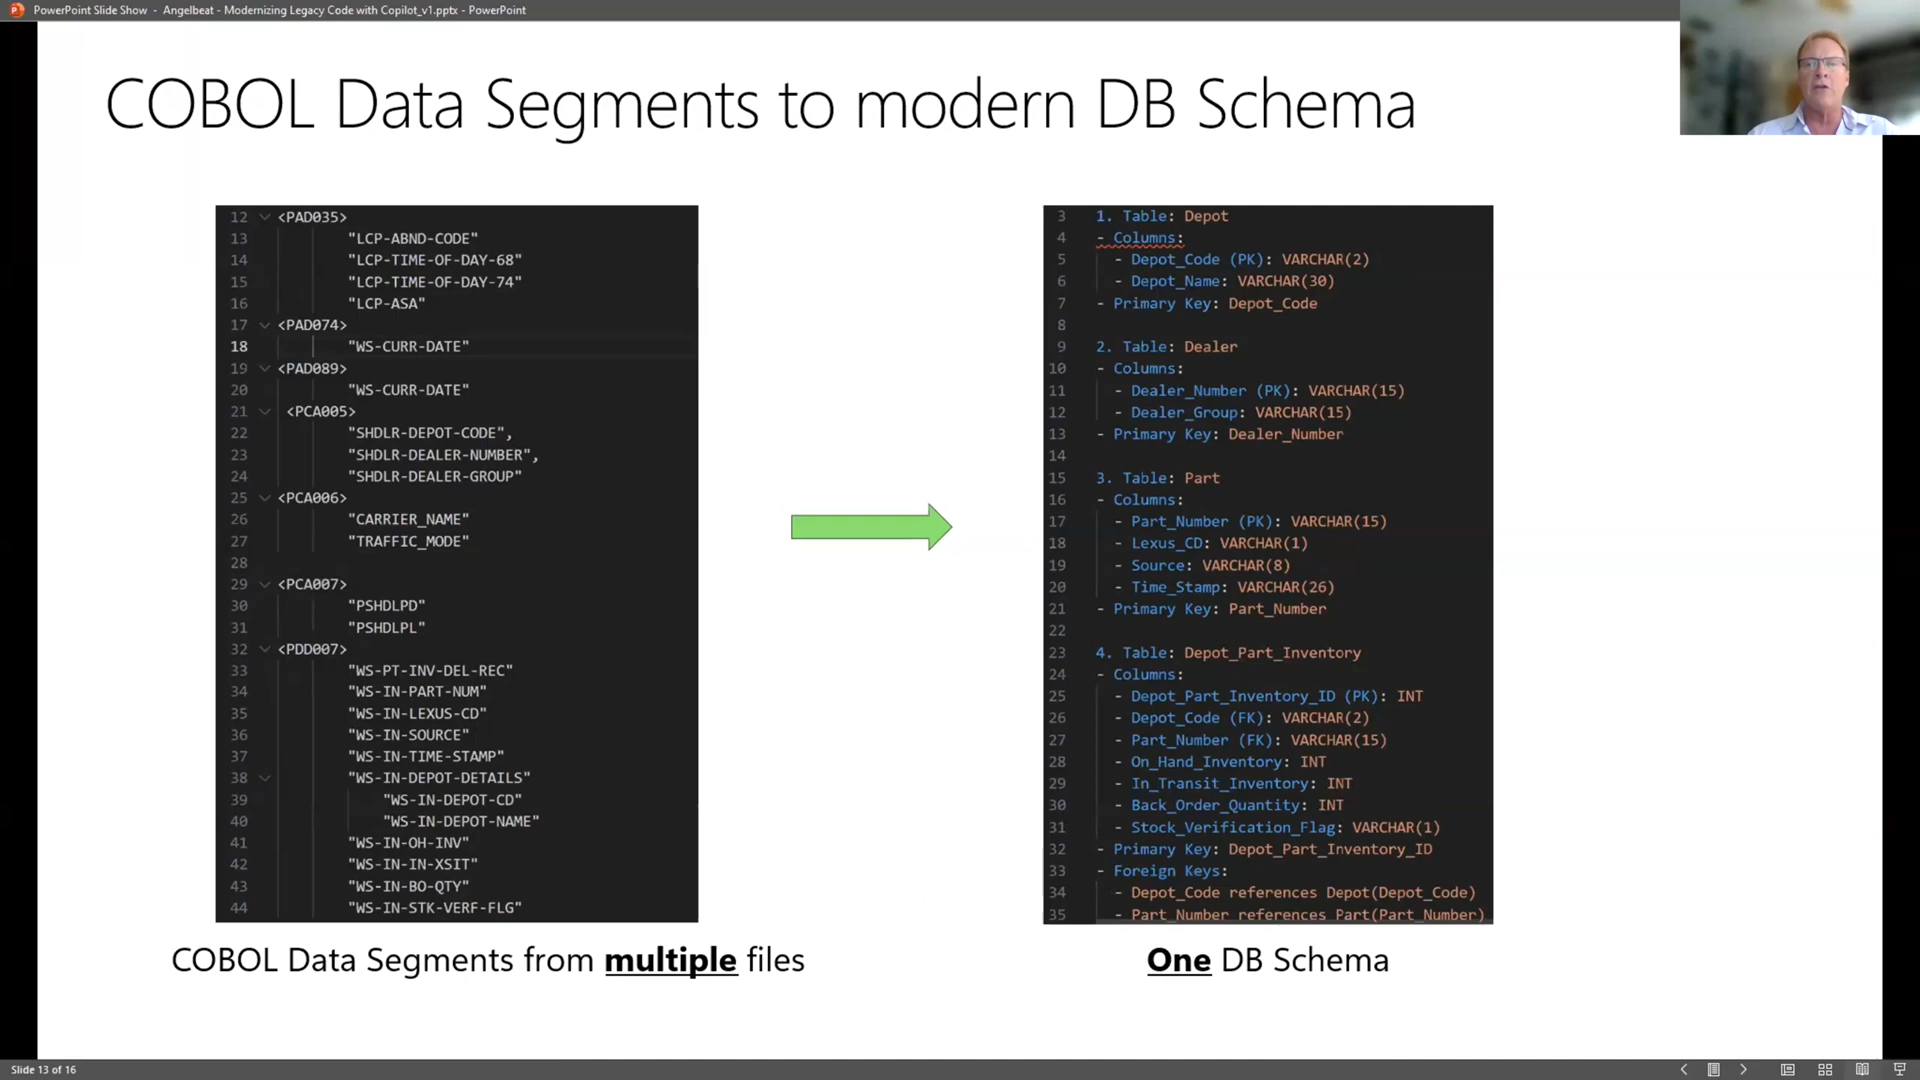 PowerPoint Slide Show - Angelbeat - Modernizing Legacy Code with Copilot_v1.pptx - PowerPoint
COBOL Data Segments to modern DB Schema
12 <PAD035>
13 "LCP-ABND-CODE"
14 "LCP-TIME-OF-DAY-68"
15 "LCP-TIME-OF-DAY-74"
16 "LCP-ASA"
17 <PAD074>
18 "WS-CURR-DATE"
19 <PAD089>
20 "WS-CURR-DATE"
21 <PCA005>
22 "SHDLR-DEPOT-CODE",
23 "SHDLR-DEALER-NUMBER",
24 "SHDLR-DEALER-GROUP"
25 <PCA006>
26 "CARRIER_NAME"
27 "TRAFFIC_MODE"
28
29 <PCA007>
30 "PSHDLPD"
31 "PSHDLPL"
32 <PDD007>
33 "WS-PT-INV-DEL-REC"
34 "WS-IN-PART-NUM"
35 "WS-IN-LEXUS-CD"
36 "WS-IN-SOURCE"
37 "WS-IN-TIME-STAMP"
38 "WS-IN-DEPOT-DETAILS"
39 "WS-IN-DEPOT-CD"
40 "WS-IN-DEPOT-NAME"
41 "WS-IN-OH-INV"
42 "WS-IN-IN-XSIT"
43 "WS-IN-BO-QTY"
44 "WS-IN-STK-VERF-FLG"
COBOL Data Segments from multiple files
3 1. Table: Depot
4 - Columns:
5 - Depot_Code (PK): VARCHAR(2)
6 - Depot_Name: VARCHAR(30)
7 - Primary Key: Depot_Code
8
9 2. Table: Dealer
10 - Columns:
11 - Dealer_Number (PK): VARCHAR(15)
12 - Dealer_Group: VARCHAR(15)
13 - Primary Key: Dealer_Number
14
15 3. Table: Part
16 - Columns:
17 - Part_Number (PK): VARCHAR(15)
18 - Lexus_CD: VARCHAR(1)
19 - Source: VARCHAR(8)
20 - Time_Stamp: VARCHAR(26)
21 - Primary Key: Part_Number
22
23 4. Table: Depot_Part_Inventory
24 - Columns:
25 - Depot_Part_Inventory_ID (PK): INT
26 - Depot_Code (FK): VARCHAR(2)
27 - Part_Number (FK): VARCHAR(15)
28 - On_Hand_Inventory: INT
29 - In_Transit_Inventory: INT
30 - Back_Order_Quantity: INT
31 - Stock_Verification_Flag: VARCHAR(1)
32 - Primary Key: Depot_Part_Inventory_ID
33 - Foreign Keys:
34 - Depot_Code references Depot(Depot_Code)
35 - Part_Number references Part(Part_Number)
One DB Schema
Slide 13 of 16